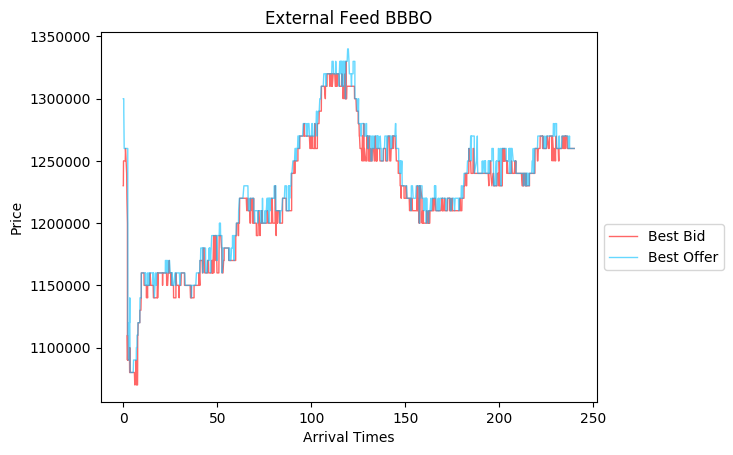 External Feed BBBO
1350000
1300000
1250000
1200000
1150000
1100000
Price
0
50
100
150
200
250
Arrival Times
Best Bid
Best Offer